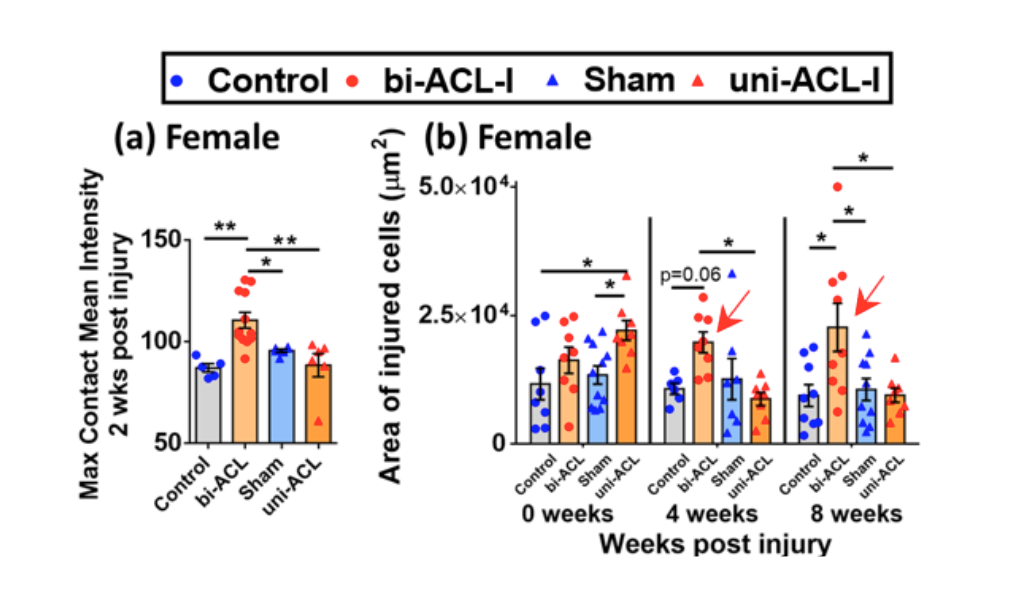 Control bi-ACL-I Sham uni-ACL-I
(a) Female
Max Contact Mean Intensity
2 wks post injury
150
100
50
**
**
*
Control
bi-ACL
Sham
uni-ACL
(b) Female
Area of injured cells (μm²)
5.0×10⁴
2.5×10⁴
0
*
*
p=0.06
*
*
*
*
Control
bi-ACL
Sham
uni-ACL
Control
bi-ACL
Sham
uni-ACL
Control
bi-ACL
Sham
uni-ACL
0 weeks
4 weeks
8 weeks
Weeks post injury